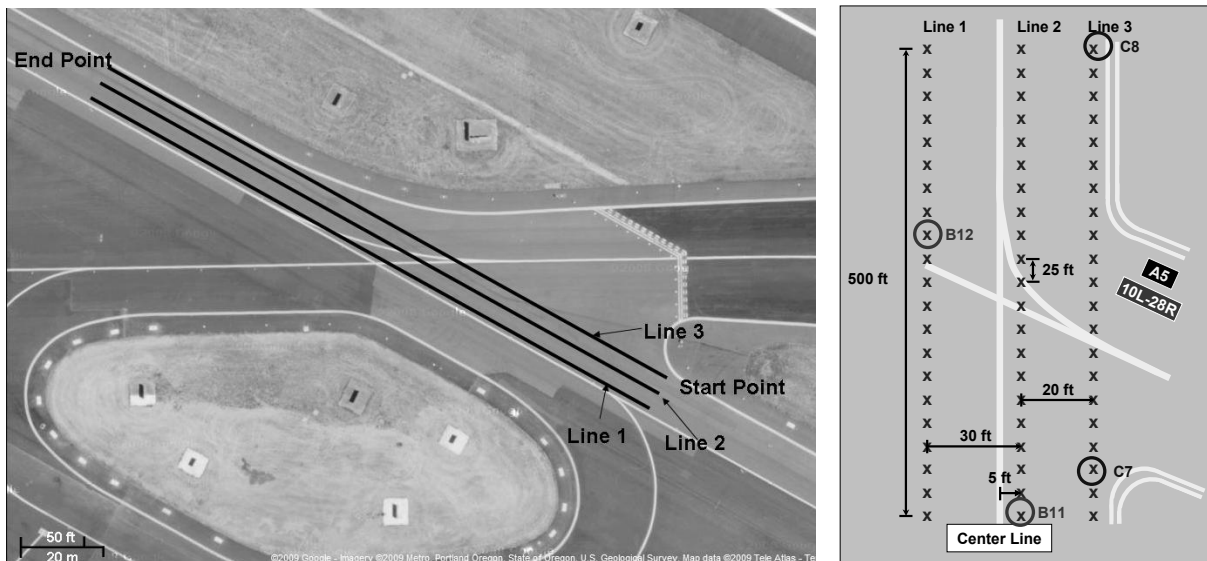 End Point
Line 3
Start Point
Line 1
Line 2
50 ft
20 m
©2009 Google - Imagery ©2009 Metro, Portland Oregon, State of Oregon, U.S. Geological Survey, Map data ©2009 Tele Atlas - Te
Line 1
Line 2
Line 3
x x x C8
x x x
x x x
x x x
x x x
x x x
x x x
x x x
x B12 x x
x x x
500 ft x x 25 ft x
A5
10L-28R
x x x
x x x
x x x
x x x
20 ft
x x x
30 ft
x x x
x x x C7
5 ft
x x x
x x B11 x
Center Line